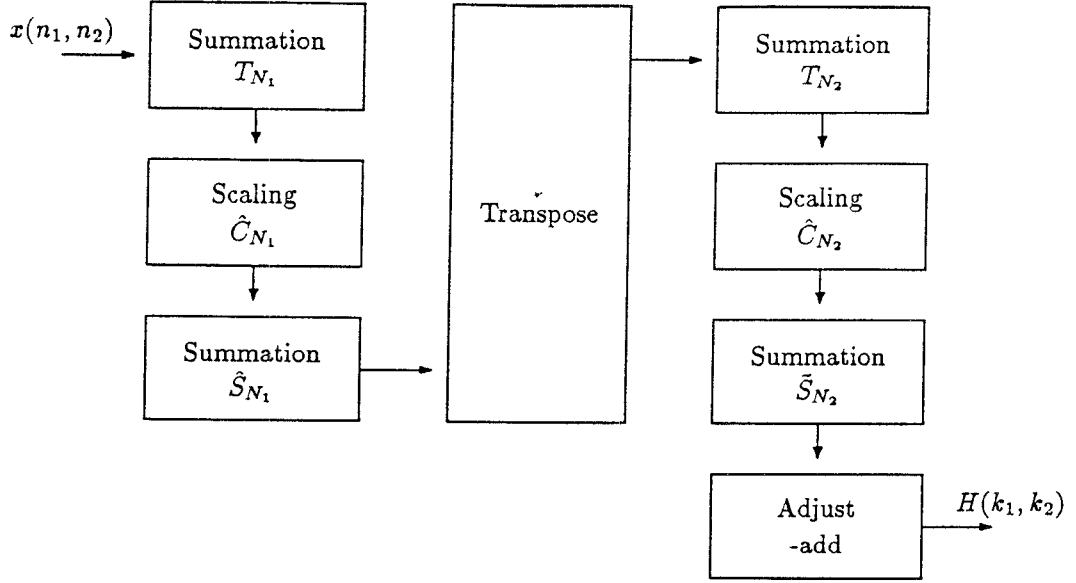 x(n₁, n₂)
Summation
T_{N₁}
Scaling
Ĉ_{N₁}
Summation
Ŝ_{N₁}
Transpose
Summation
T_{N₂}
Scaling
Ĉ_{N₂}
Summation
S̃_{N₂}
Adjust
-add
H(k₁, k₂)